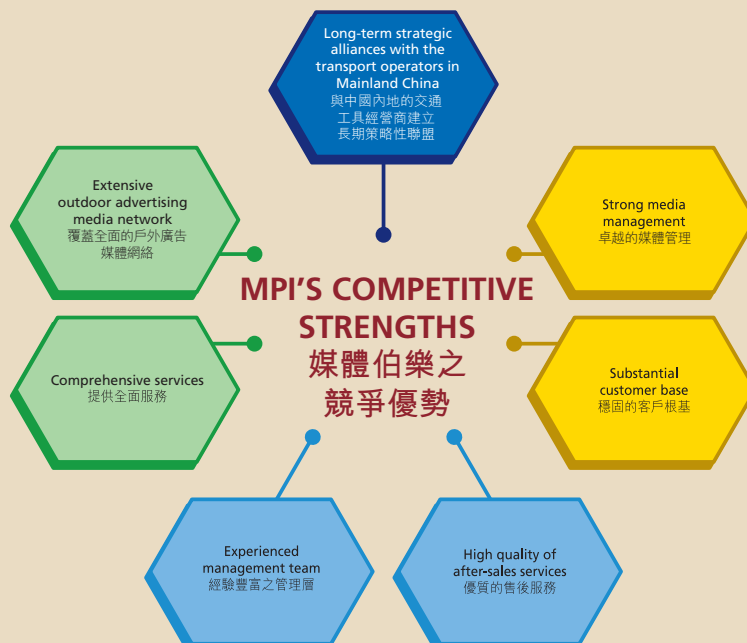 Long-term strategic
alliances with the
transport operators in
Mainland China
與中國內地的交通
工具經營商建立
長期策略性聯盟
Extensive
outdoor advertising
media network
覆蓋全面的戶外廣告
媒體網絡
Strong media
management
卓越的媒體管理
MPI'S COMPETITIVE
STRENGTHS
媒體伯樂之
競爭優勢
Comprehensive services
提供全面服務
Substantial
customer base
穩固的客戶根基
Experienced
management team
經驗豐富之管理層
High quality of
after-sales services
優質的售後服務